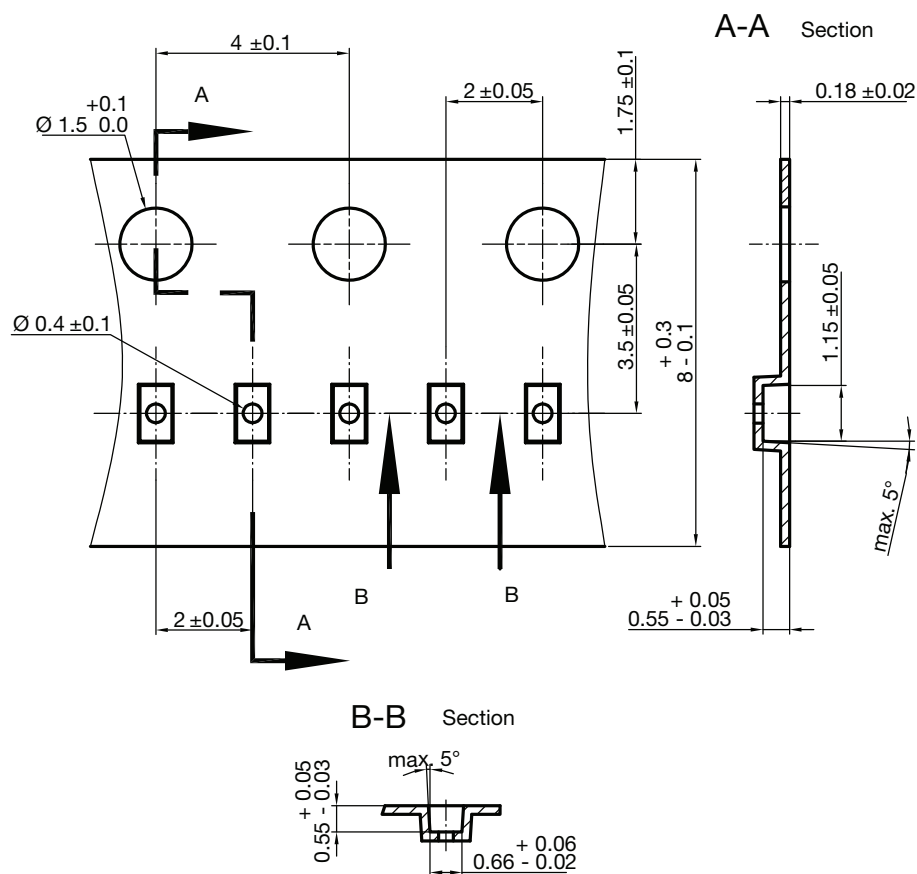 A-A Section
4 ±0.1
A
2 ±0.05
1.75 ±0.1
0.18 ±0.02
+0.1
Ø 1.5 0.0
3.5 ±0.05
+ 0.3
8 - 0.1
1.15 ±0.05
Ø 0.4 ±0.1
max. 5°
B
B
+ 0.05
0.55 - 0.03
2 ±0.05
A
B-B Section
max. 5°
+ 0.05
0.55 - 0.03
+ 0.06
0.66 - 0.02